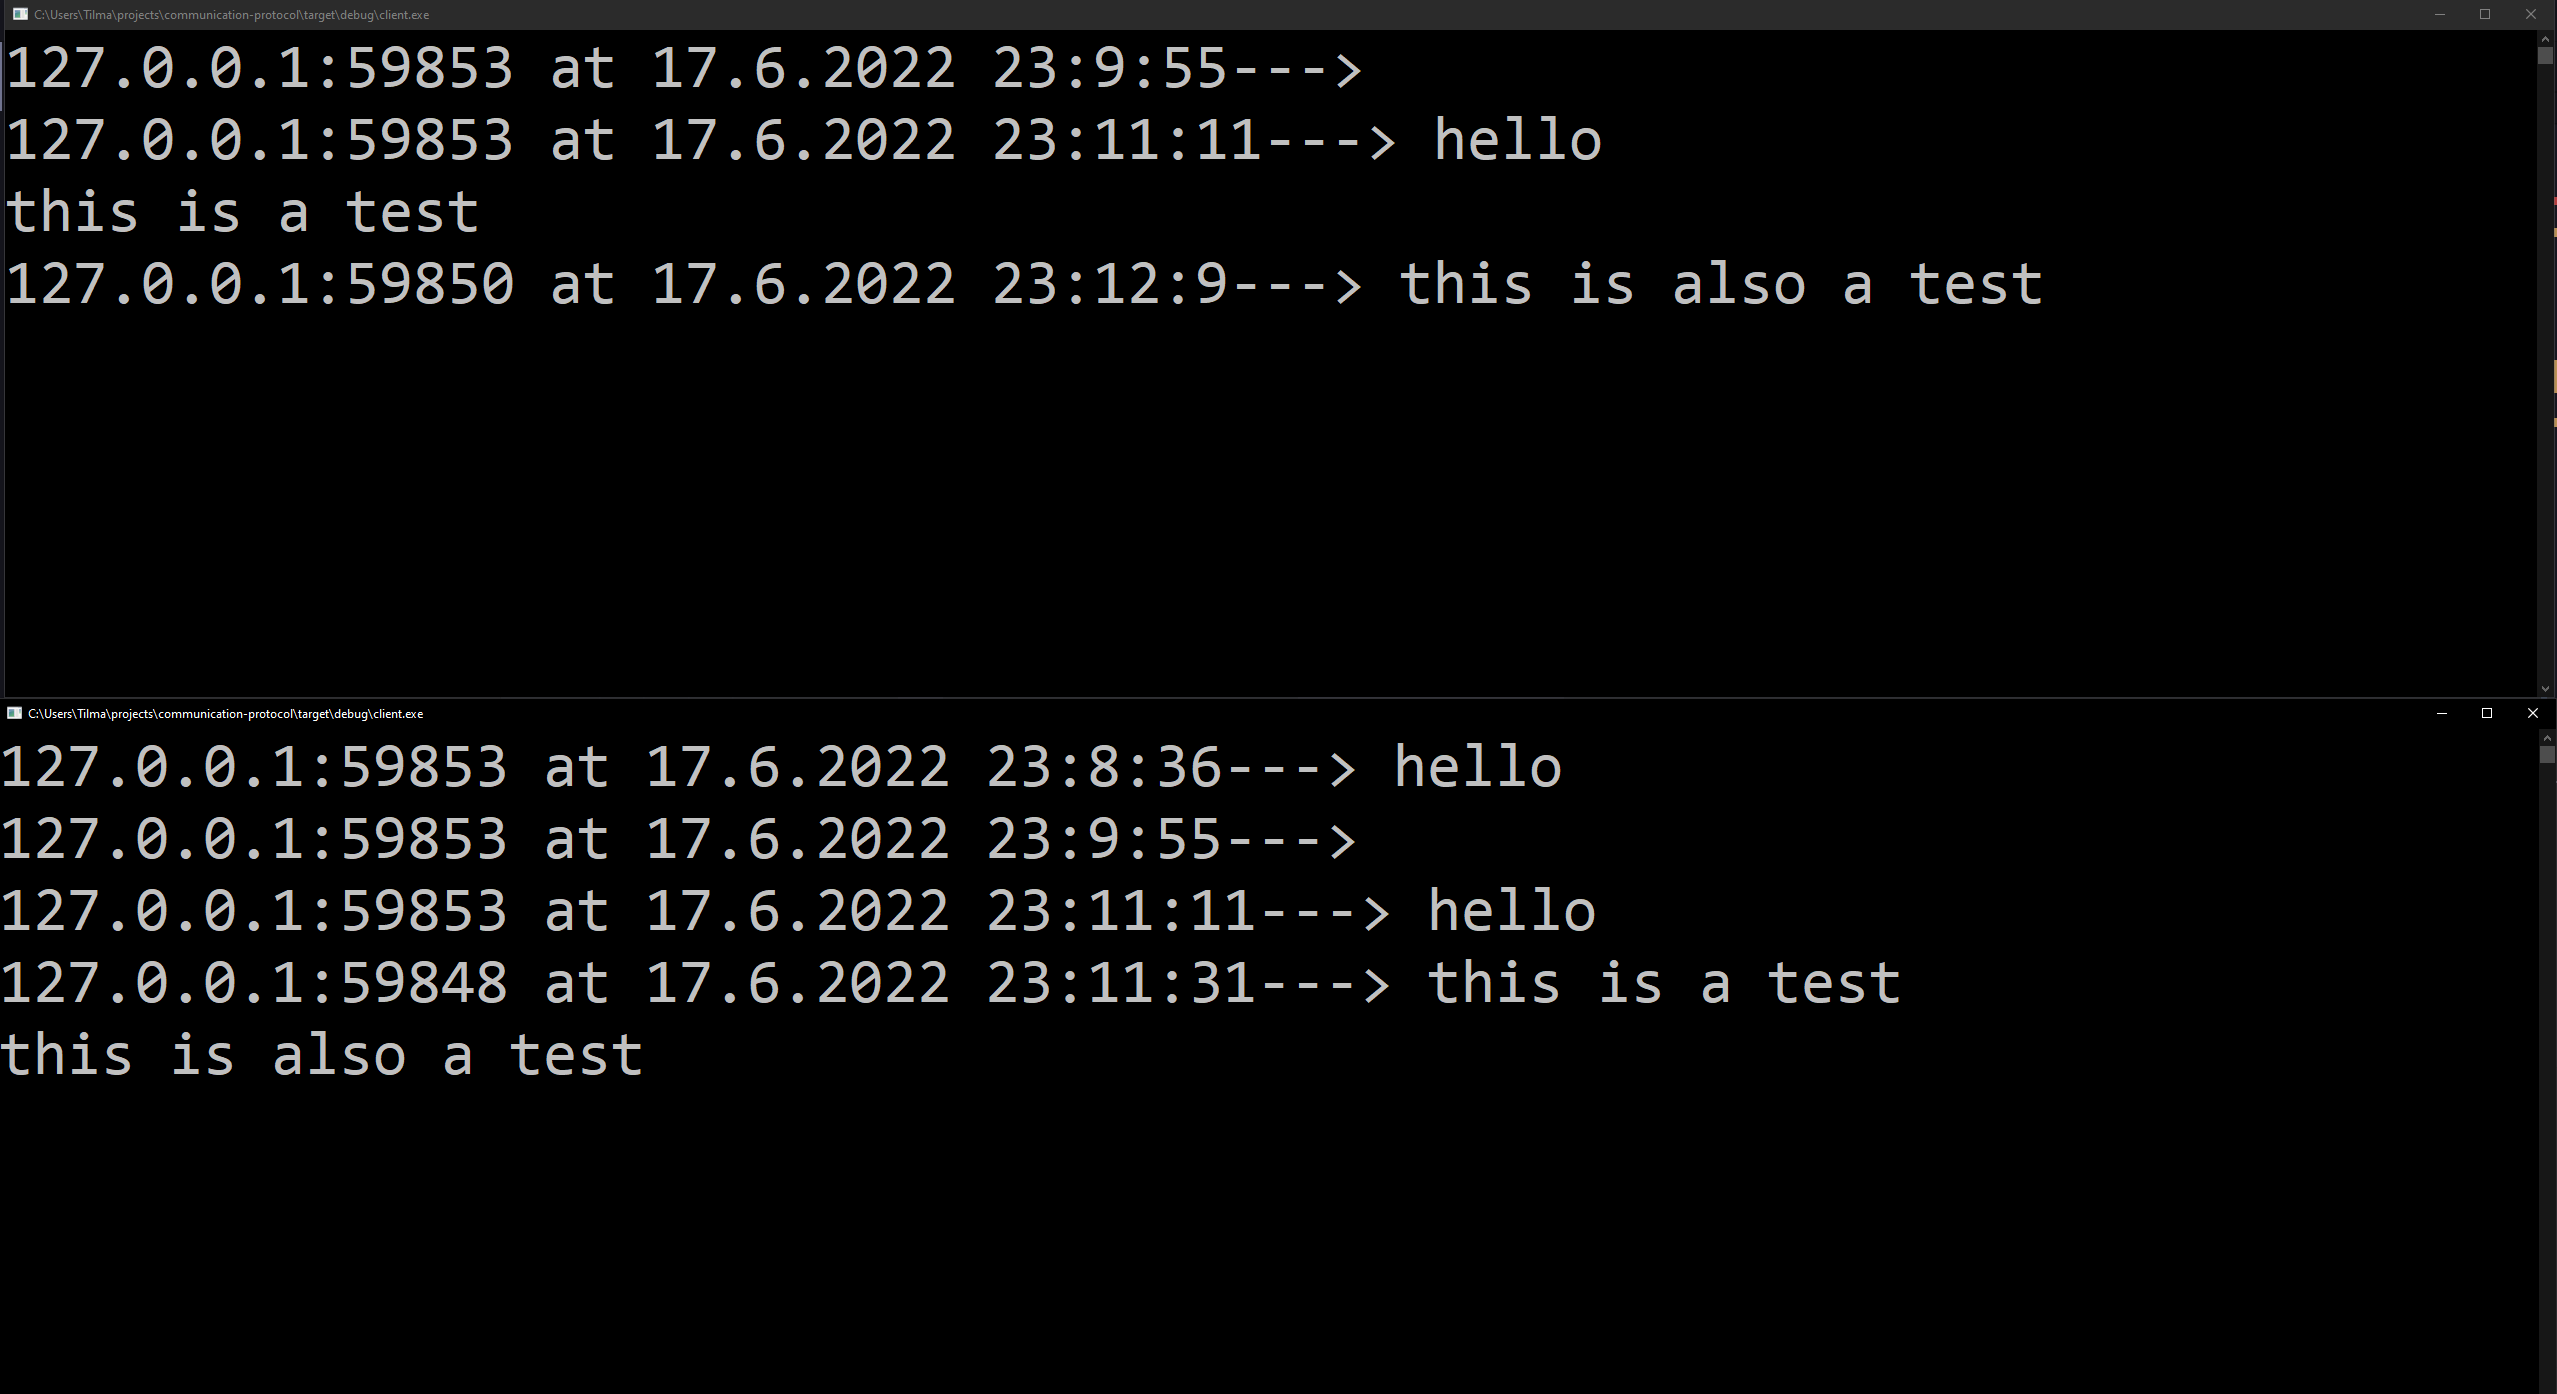 C:\Users\Tilma\projects\communication-protocol\target\debug\client.exe
127.0.0.1:59853 at 17.6.2022 23:9:55--->
127.0.0.1:59853 at 17.6.2022 23:11:11---> hello
this is a test
127.0.0.1:59850 at 17.6.2022 23:12:9---> this is also a test
C:\Users\Tilma\projects\communication-protocol\target\debug\client.exe
127.0.0.1:59853 at 17.6.2022 23:8:36---> hello
127.0.0.1:59853 at 17.6.2022 23:9:55--->
127.0.0.1:59853 at 17.6.2022 23:11:11---> hello
127.0.0.1:59848 at 17.6.2022 23:11:31---> this is a test
this is also a test